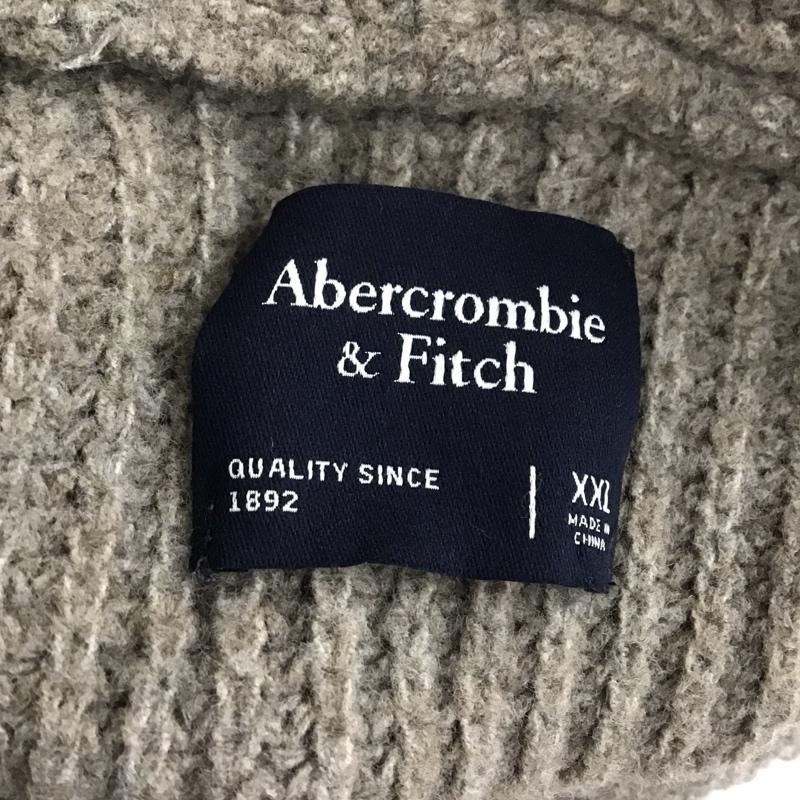 Abercrombie
& Fitch
QUALITY SINCE
1892
XXL
MADE IN
CHINA